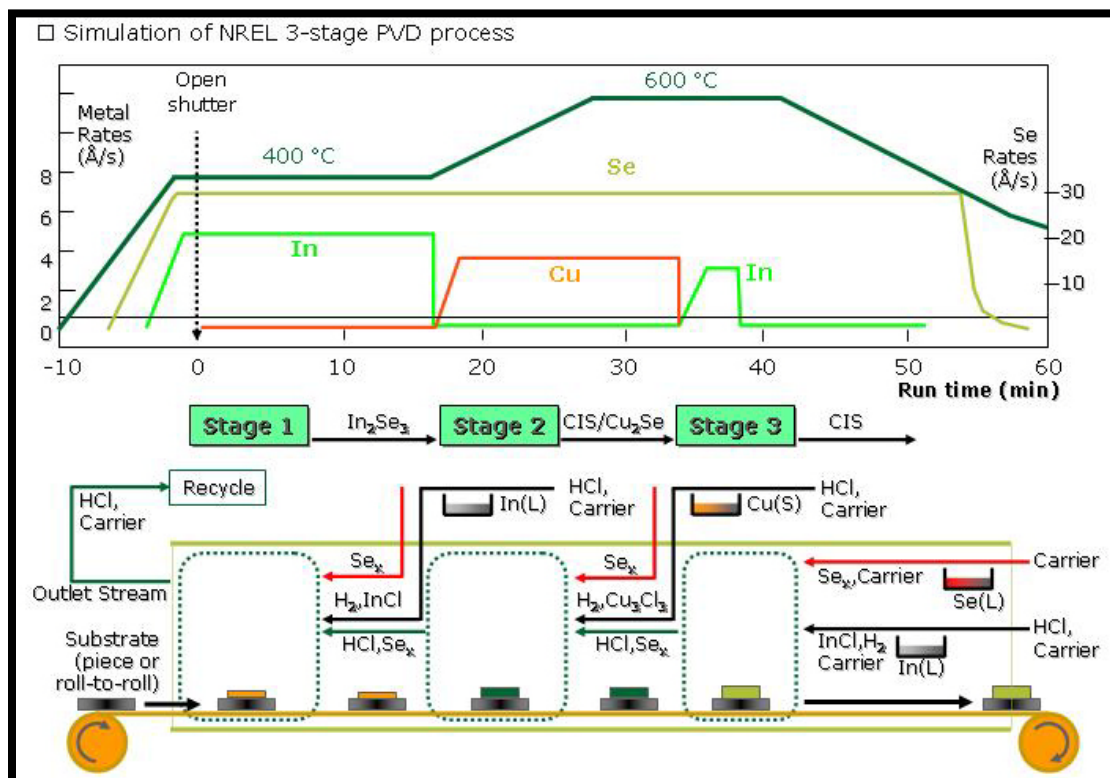 □ Simulation of NREL 3-stage PVD process
Open
shutter
Metal
Rates
(Å/s)
400 °C
600 °C
Se
Rates
(Å/s)
Se
In
Cu
In
8
6
4
2
0
30
20
10
-10
0
10
20
30
40
50
60
Run time (min)
Stage 1
In₂Se₃
Stage 2
CIS/Cu₂Se
Stage 3
CIS
HCl,
Carrier
Recycle
In(L)
HCl,
Carrier
Cu(S)
HCl,
Carrier
Outlet Stream
Seₓ
H₂,InCl
HCl,Seₓ
Seₓ
H₂,Cu₃Cl₃
HCl,Seₓ
Carrier
Seₓ,Carrier
Se(L)
HCl,
Carrier
InCl,H₂
Carrier
In(L)
Substrate
(piece or
roll-to-roll)